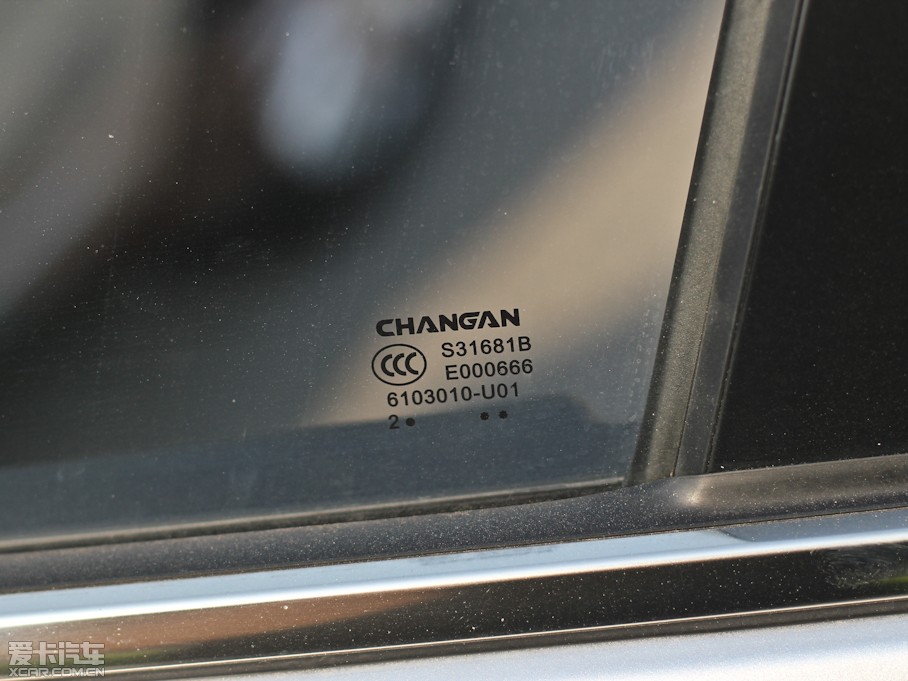 CHANGAN
CCC S31681B
E000666
6103010-U01
2• ••
爱卡汽车
XCAR.COM.CN